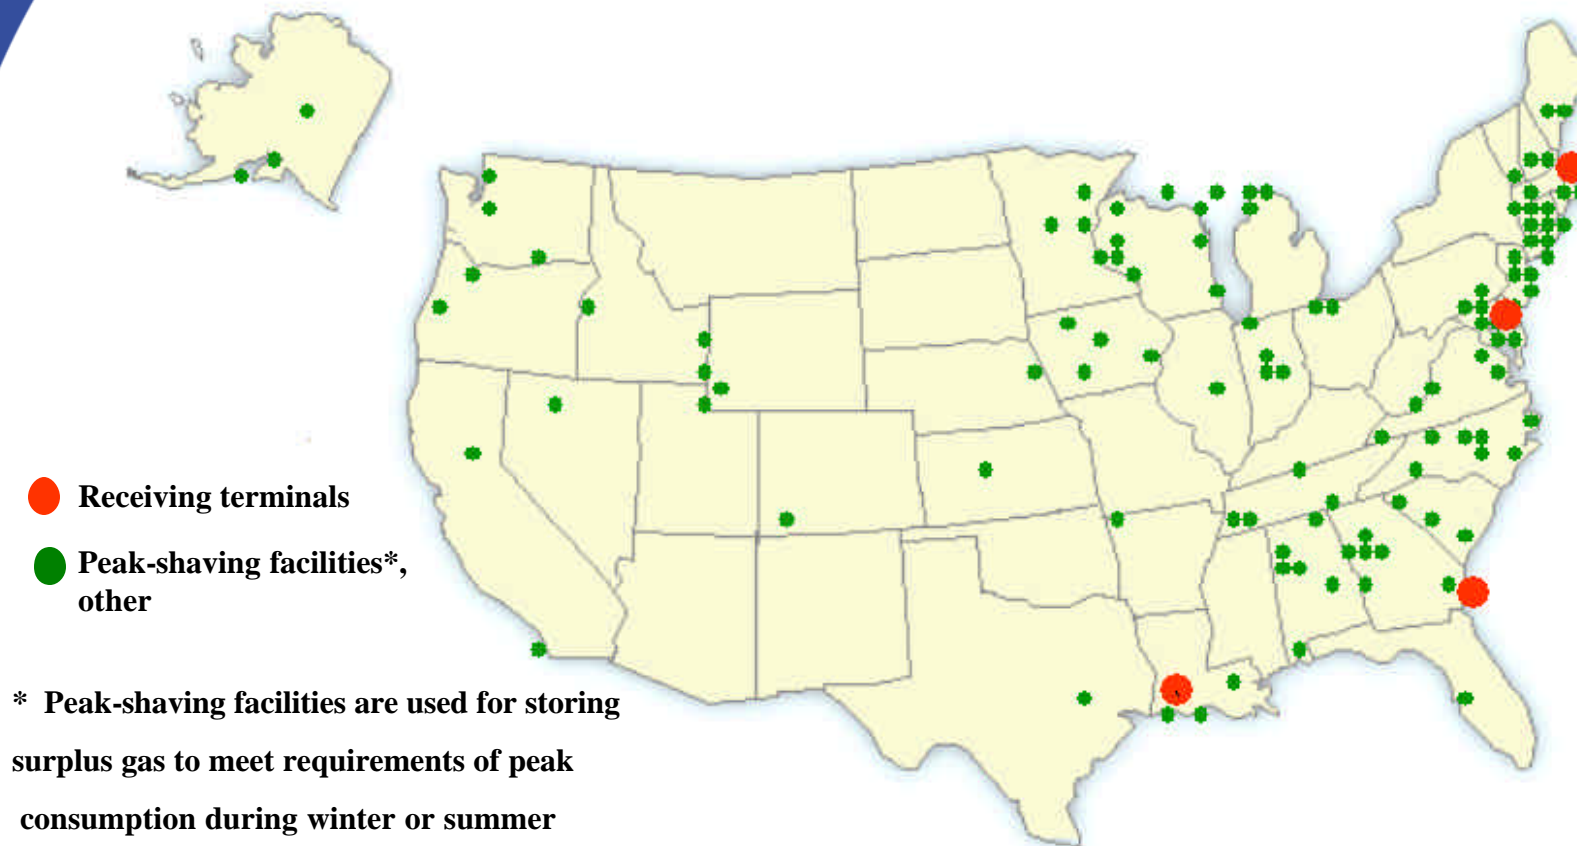 Receiving terminals
Peak-shaving facilities*,
other
* Peak-shaving facilities are used for storing
surplus gas to meet requirements of peak
consumption during winter or summer